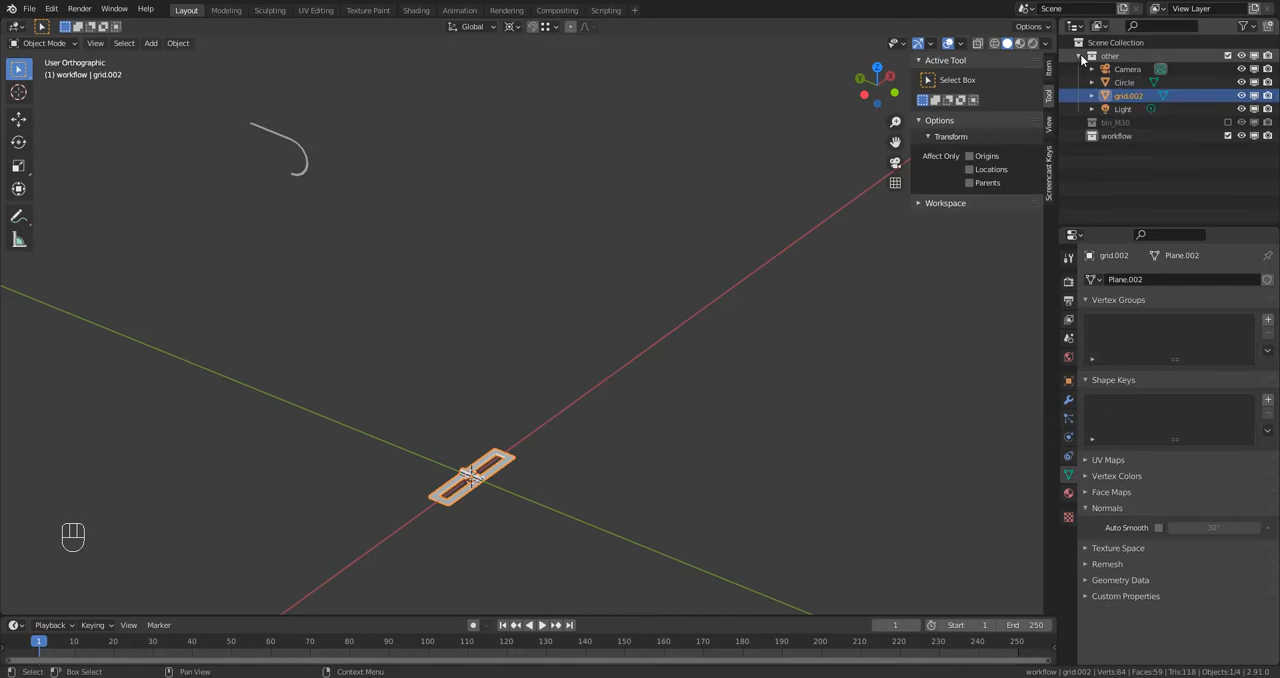 File Edit Render Window Help Layout Modeling Sculpting UV Editing Texture Paint Shading Animation Rendering Compositing Scripting + Scene View Layer
Global Options
Object Mode View Select Add Object
User Orthographic
(1) workflow | grid.002
Z
Y
X
Active Tool
Select Box
Options
Transform
Affect Only Origins
Locations
Parents
Workspace
Item
Tool
View
Screencast Keys
Scene Collection
other
Camera
Circle
grid.002
Light
bin_M30
workflow
grid.002 Plane.002
Plane.002
Vertex Groups
Shape Keys
UV Maps
Vertex Colors
Face Maps
Normals
Auto Smooth 30°
Texture Space
Remesh
Geometry Data
Custom Properties
Playback Keying View Marker 1 Start 1 End 250
1 10 20 30 40 50 60 70 80 90 100 110 120 130 140 150 160 170 180 190 200 210 220 230 240 250
Select Box Select Pan View Context Menu workflow | grid.002 | Verts:84 | Faces:59 | Tris:118 | Objects:1/4 | 2.91.0